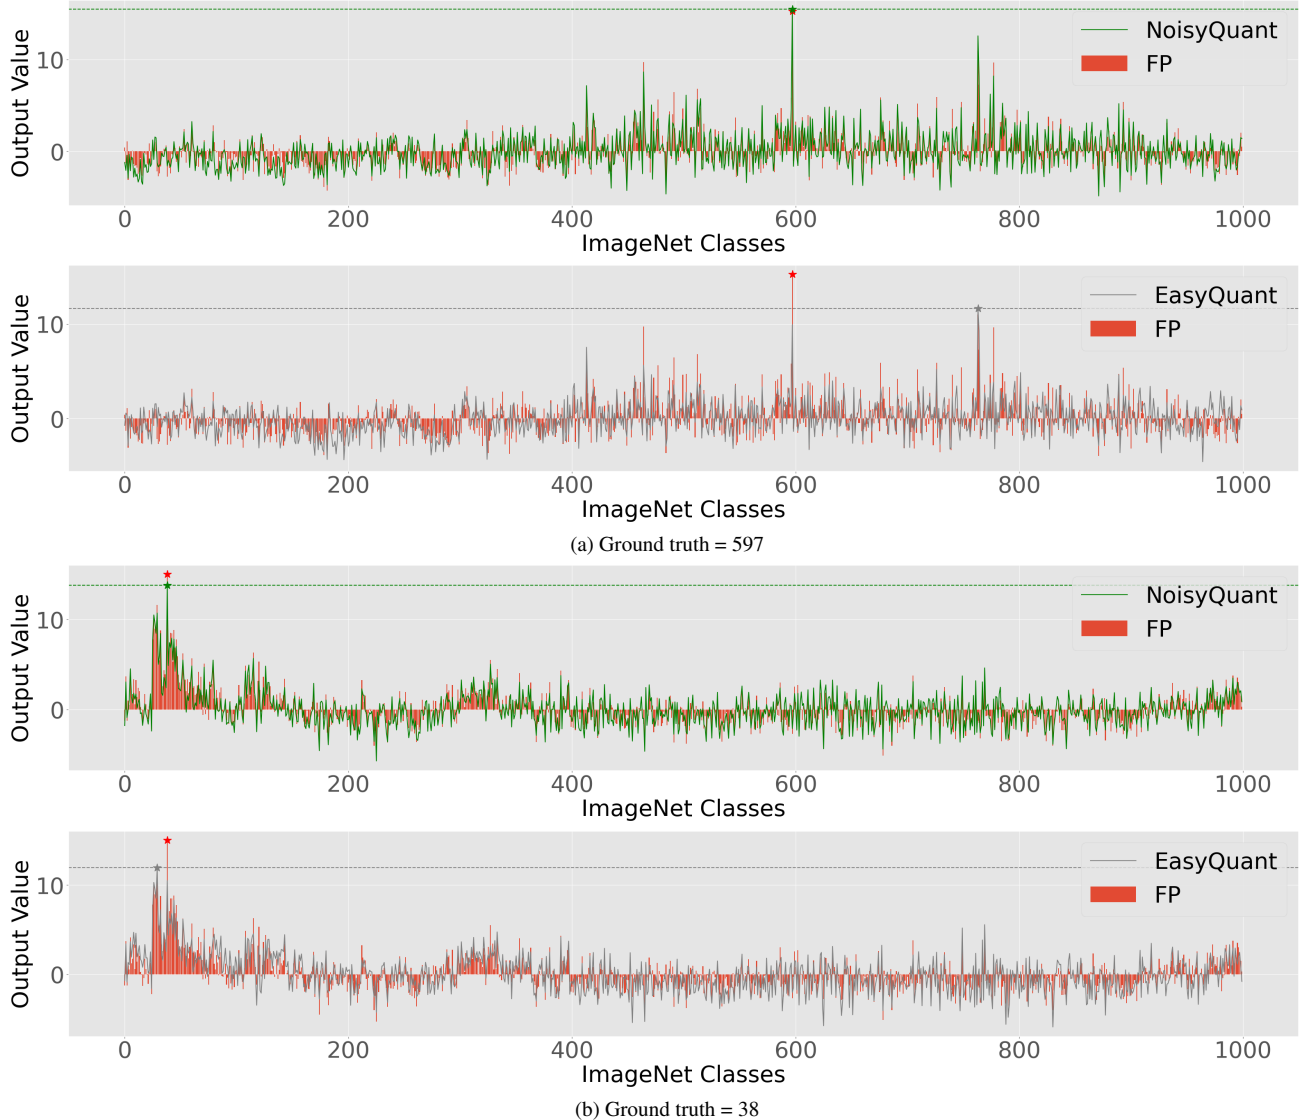 NoisyQuant
FP
10
0
Output Value
0 200 400 600 800 1000
ImageNet Classes
EasyQuant
FP
10
0
Output Value
0 200 400 600 800 1000
ImageNet Classes
(a) Ground truth = 597
NoisyQuant
FP
10
0
Output Value
0 200 400 600 800 1000
ImageNet Classes
EasyQuant
FP
10
0
Output Value
0 200 400 600 800 1000
ImageNet Classes
(b) Ground truth = 38